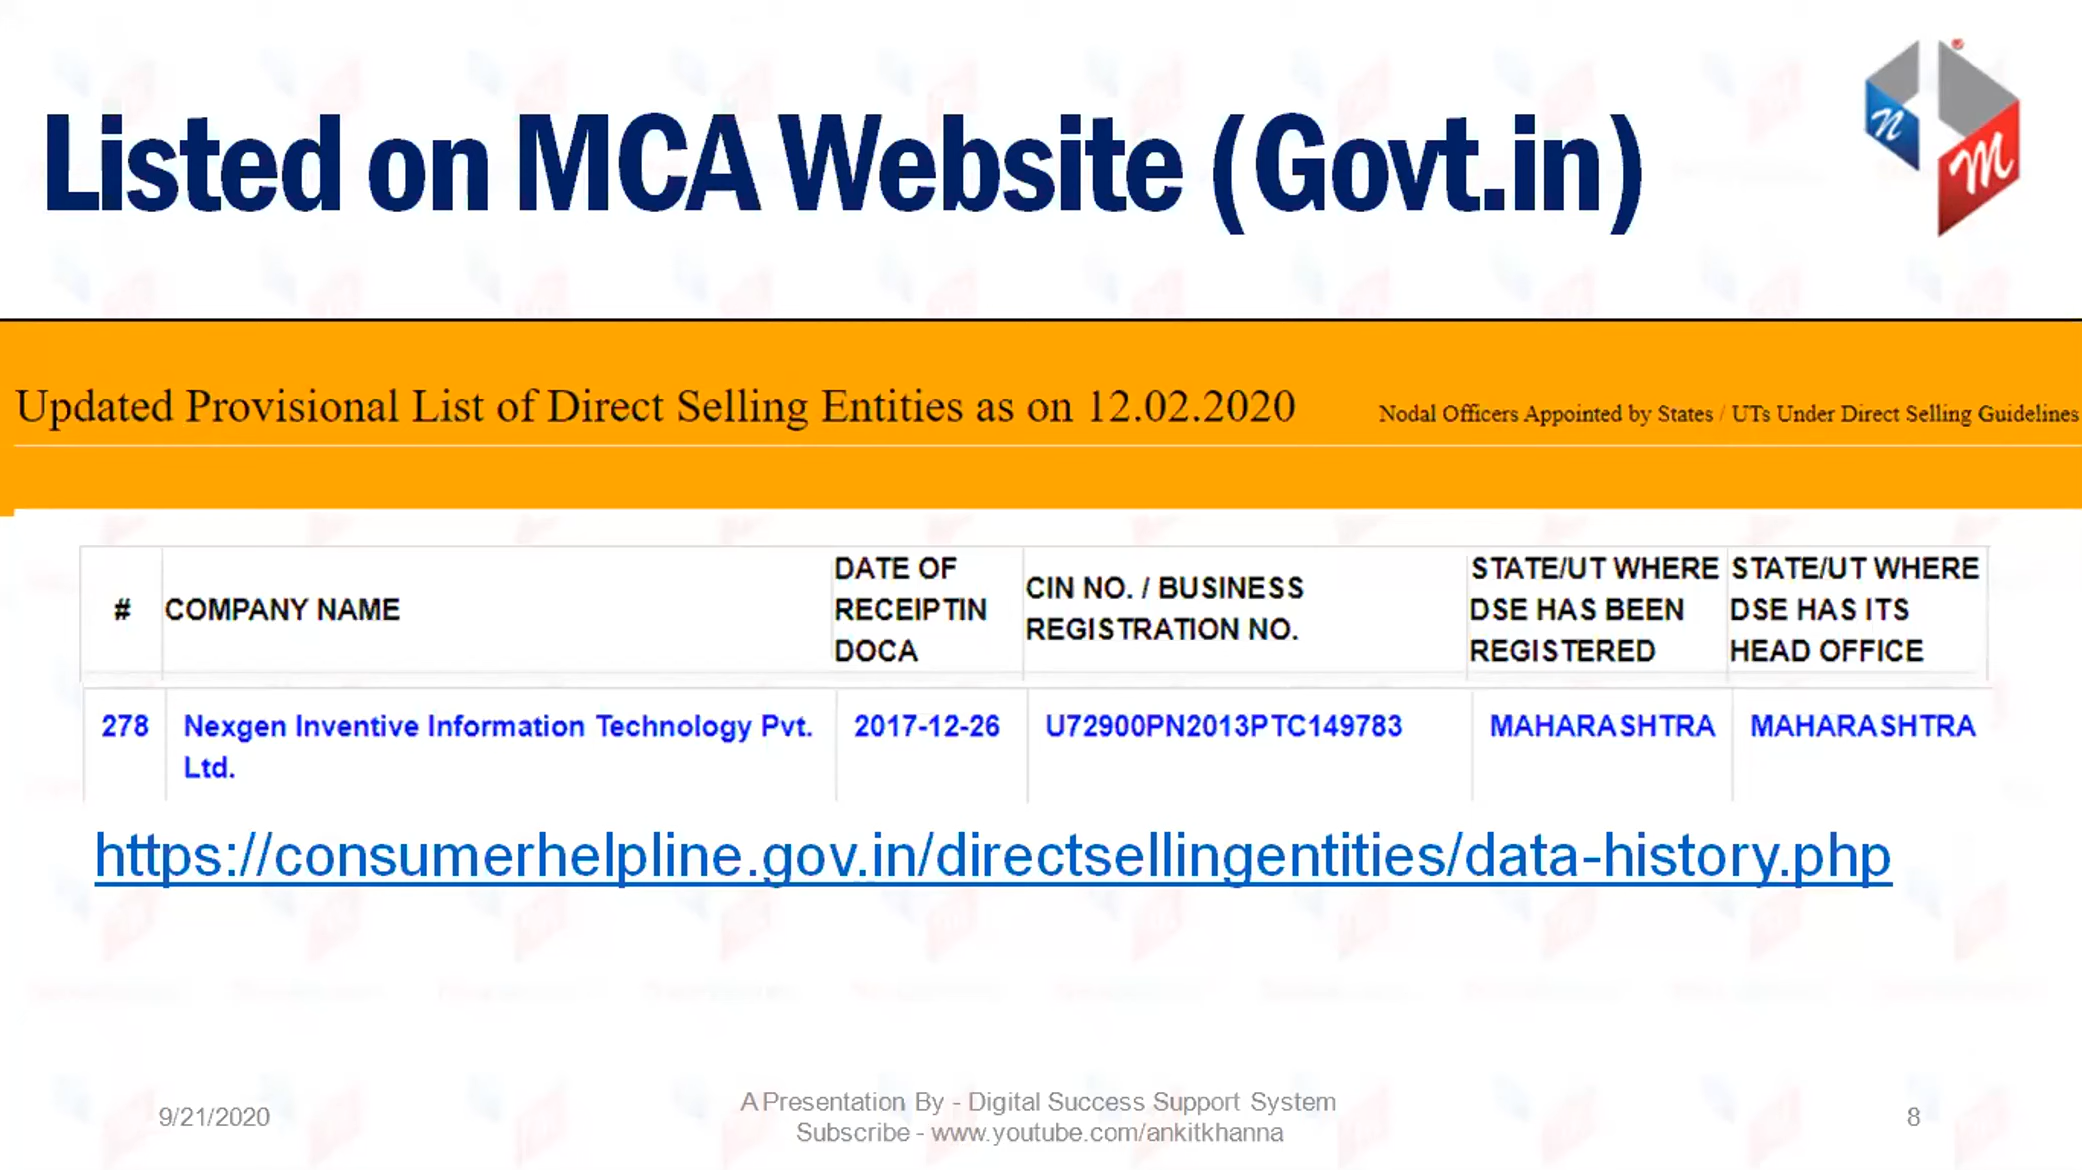 Listed on MCA Website (Govt.in)
n
m
Updated Provisional List of Direct Selling Entities as on 12.02.2020
Nodal Officers Appointed by States / UTs Under Direct Selling Guidelines
#
COMPANY NAME
DATE OF
RECEIPTIN
DOCA
CIN NO. / BUSINESS
REGISTRATION NO.
STATE/UT WHERE
DSE HAS BEEN
REGISTERED
STATE/UT WHERE
DSE HAS ITS
HEAD OFFICE
278
Nexgen Inventive Information Technology Pvt.
Ltd.
2017-12-26
U72900PN2013PTC149783
MAHARASHTRA
MAHARASHTRA
https://consumerhelpline.gov.in/directsellingentities/data-history.php
9/21/2020
A Presentation By - Digital Success Support System
Subscribe - www.youtube.com/ankitkhanna
8